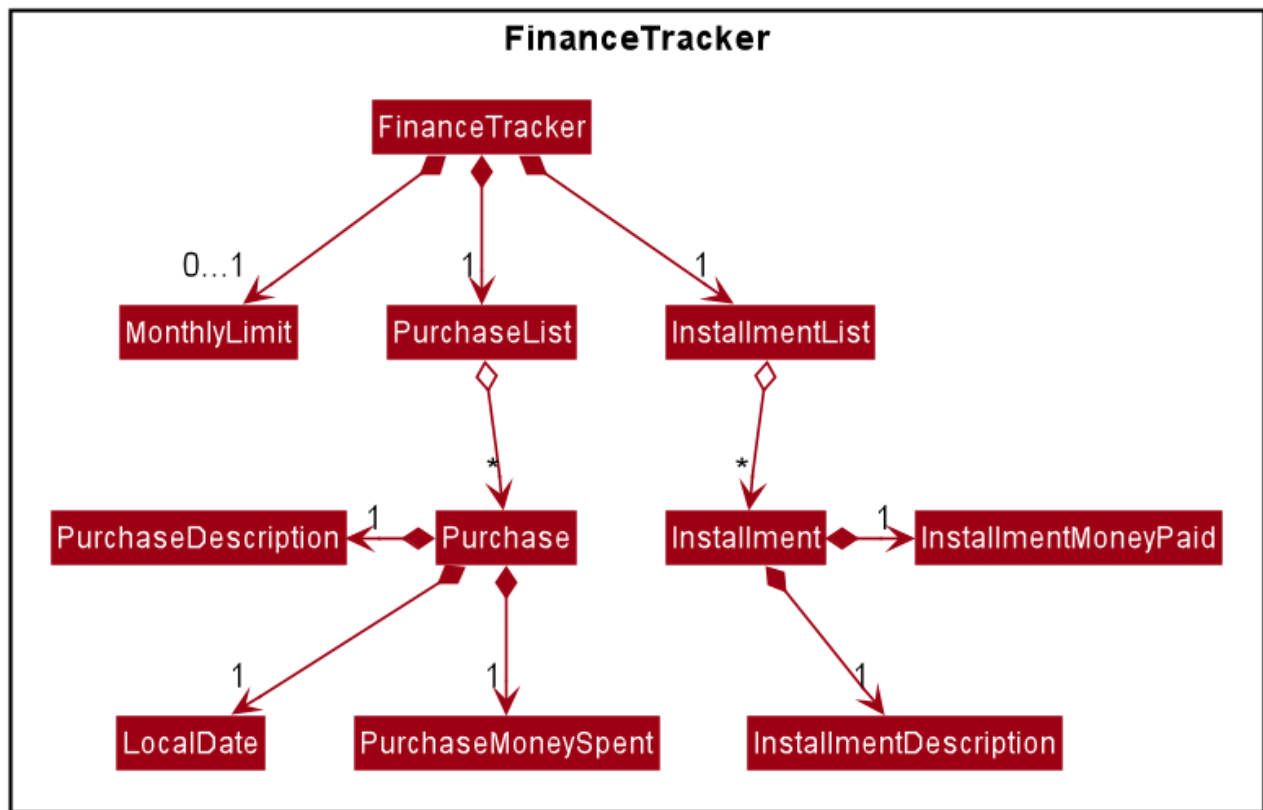 FinanceTracker
FinanceTracker
0...1
1
1
MonthlyLimit
PurchaseList
InstallmentList
*
*
PurchaseDescription
1
Purchase
Installment
1
InstallmentMoneyPaid
1
1
1
LocalDate
PurchaseMoneySpent
InstallmentDescription